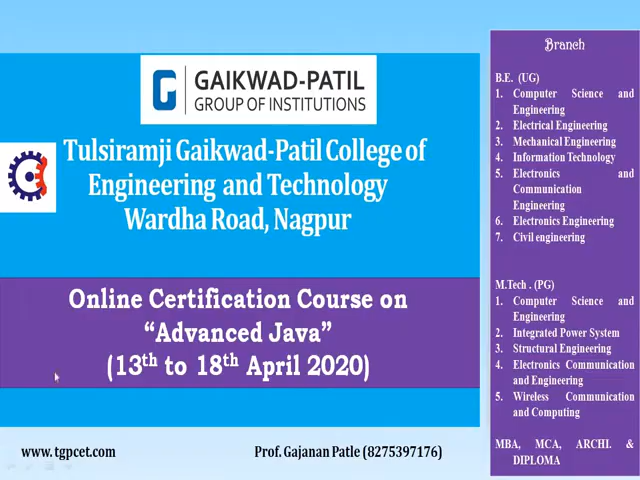 GAIKWAD-PATIL
GROUP OF INSTITUTIONS
Tulsiramji Gaikwad-Patil College of
Engineering and Technology
Wardha Road, Nagpur
Online Certification Course on
“Advanced Java”
(13th to 18th April 2020)
www.tgpcet.com
Prof. Gajanan Patle (8275397176)
Branch
B.E. (UG)
1. Computer Science and
Engineering
2. Electrical Engineering
3. Mechanical Engineering
4. Information Technology
5. Electronics and
Communication
Engineering
6. Electronics Engineering
7. Civil engineering
M.Tech . (PG)
1. Computer Science and
Engineering
2. Integrated Power System
3. Structural Engineering
4. Electronics Communication
and Engineering
5. Wireless Communication
and Computing
MBA, MCA, ARCHI. &
DIPLOMA